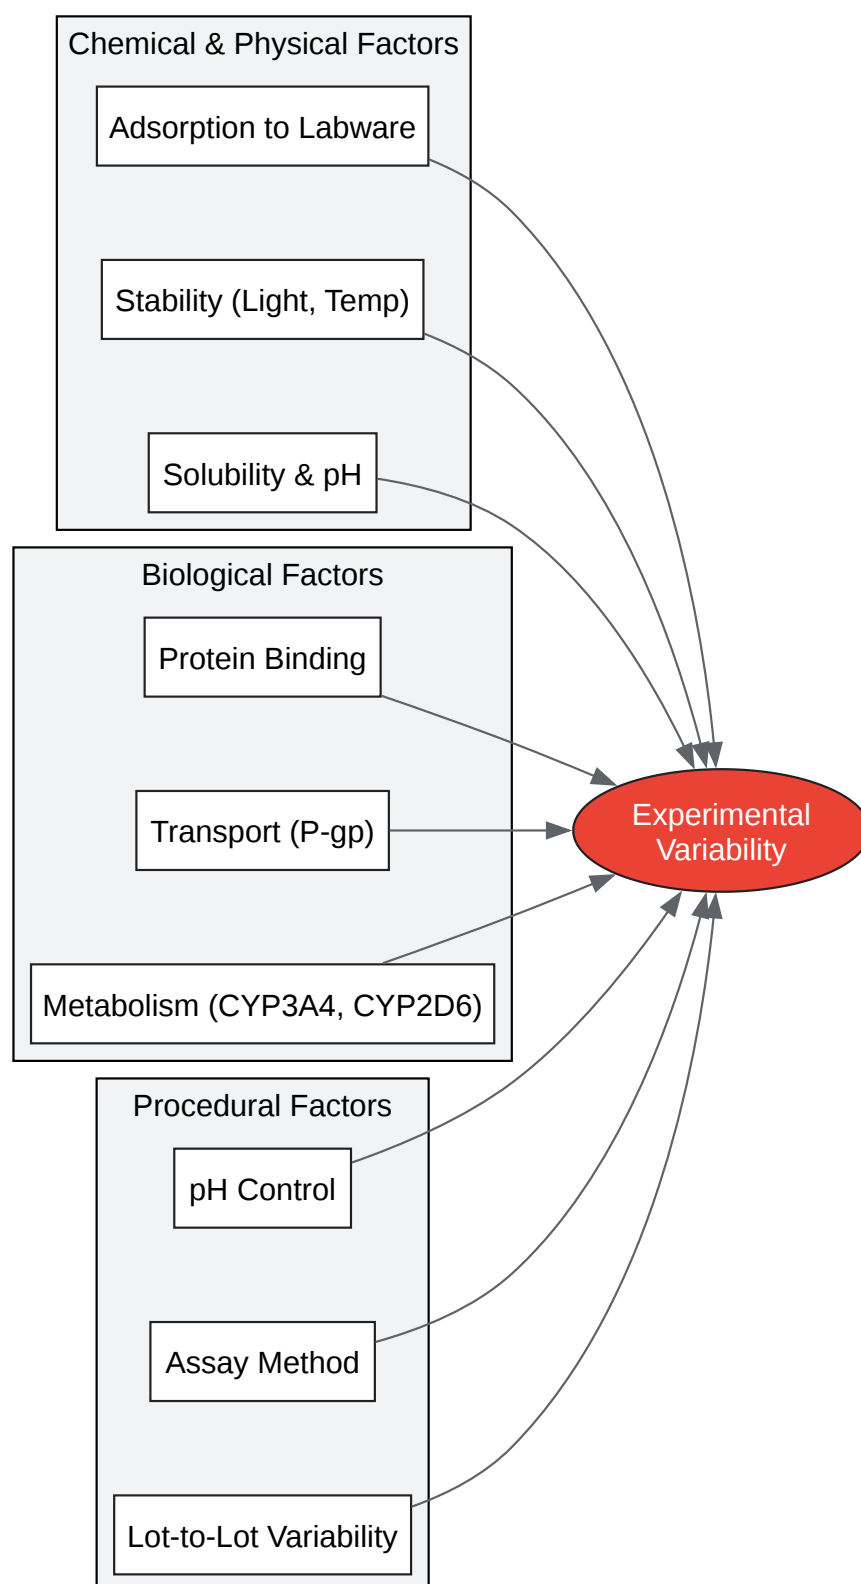 Chemical & Physical Factors
Adsorption to Labware
Stability (Light, Temp)
Solubility & pH
Biological Factors
Protein Binding
Transport (P-gp)
Metabolism (CYP3A4, CYP2D6)
Procedural Factors
pH Control
Assay Method
Lot-to-Lot Variability
Experimental
Variability